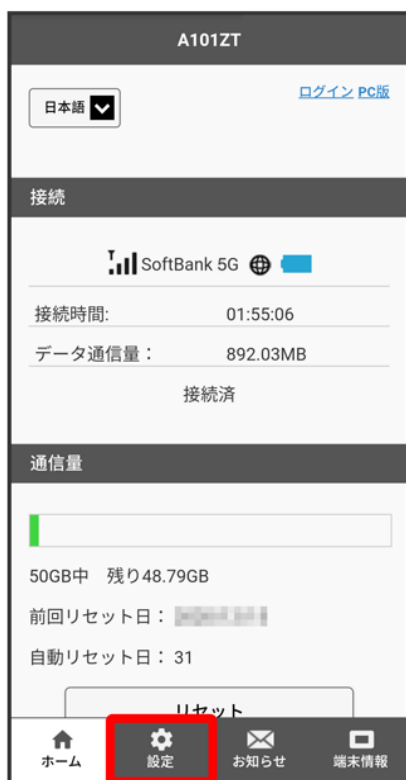 A101ZT
日本語
ログイン PC版
接続
SoftBank 5G
接続時間: 01:55:06
データ通信量： 892.03MB
接続済
通信量
50GB中 残り48.79GB
前回リセット日：
自動リセット日： 31
リセット
ホーム 設定 お知らせ 端末情報